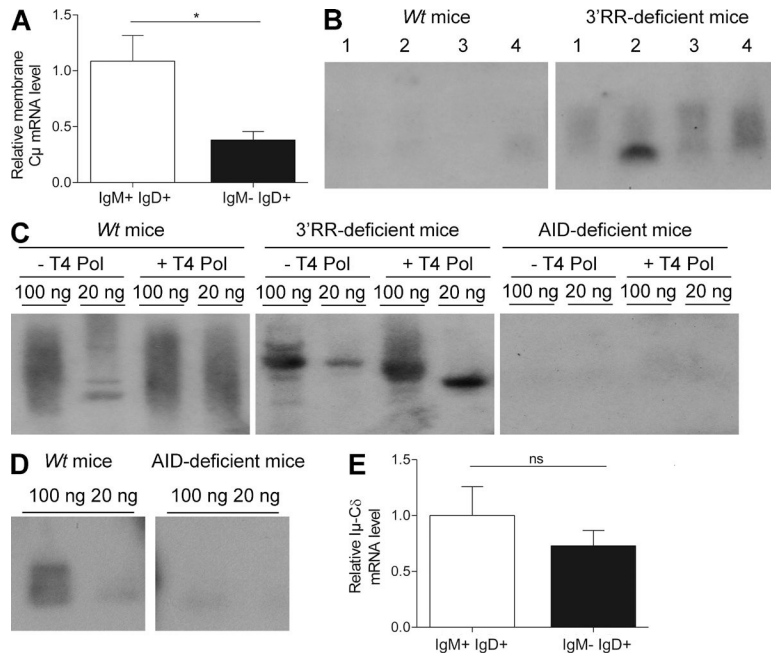 A
Relative membrane
Cμ mRNA level
1.5
1.0
0.5
0.0
*
IgM+ IgD+
IgM- IgD+
B
Wt mice
3'RR-deficient mice
1 2 3 4
1 2 3 4
C
Wt mice
3'RR-deficient mice
AID-deficient mice
- T4 Pol + T4 Pol
- T4 Pol + T4 Pol
- T4 Pol + T4 Pol
100 ng 20 ng 100 ng 20 ng
100 ng 20 ng 100 ng 20 ng
100 ng 20 ng 100 ng 20 ng
D
Wt mice
AID-deficient mice
100 ng 20 ng
100 ng 20 ng
E
Relative Iμ-Cδ
mRNA level
1.5
1.0
0.5
0.0
ns
IgM+ IgD+
IgM- IgD+